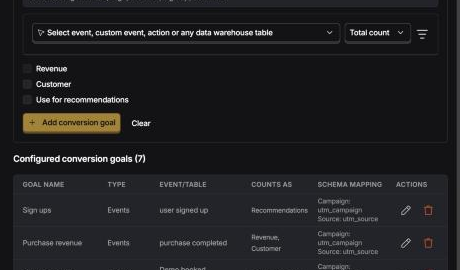 Select event, custom event, action or any data warehouse table
Total count
Revenue
Customer
Use for recommendations
+ Add conversion goal
Clear
Configured conversion goals (7)
GOAL NAME TYPE EVENT/TABLE COUNTS AS SCHEMA MAPPING ACTIONS
Sign ups Events user signed up Recommendations Campaign:
utm_campaign
Source: utm_source
Purchase revenue Events purchase completed Revenue,
Customer Campaign:
utm_campaign
Source: utm_source
Demo booked Campaign: